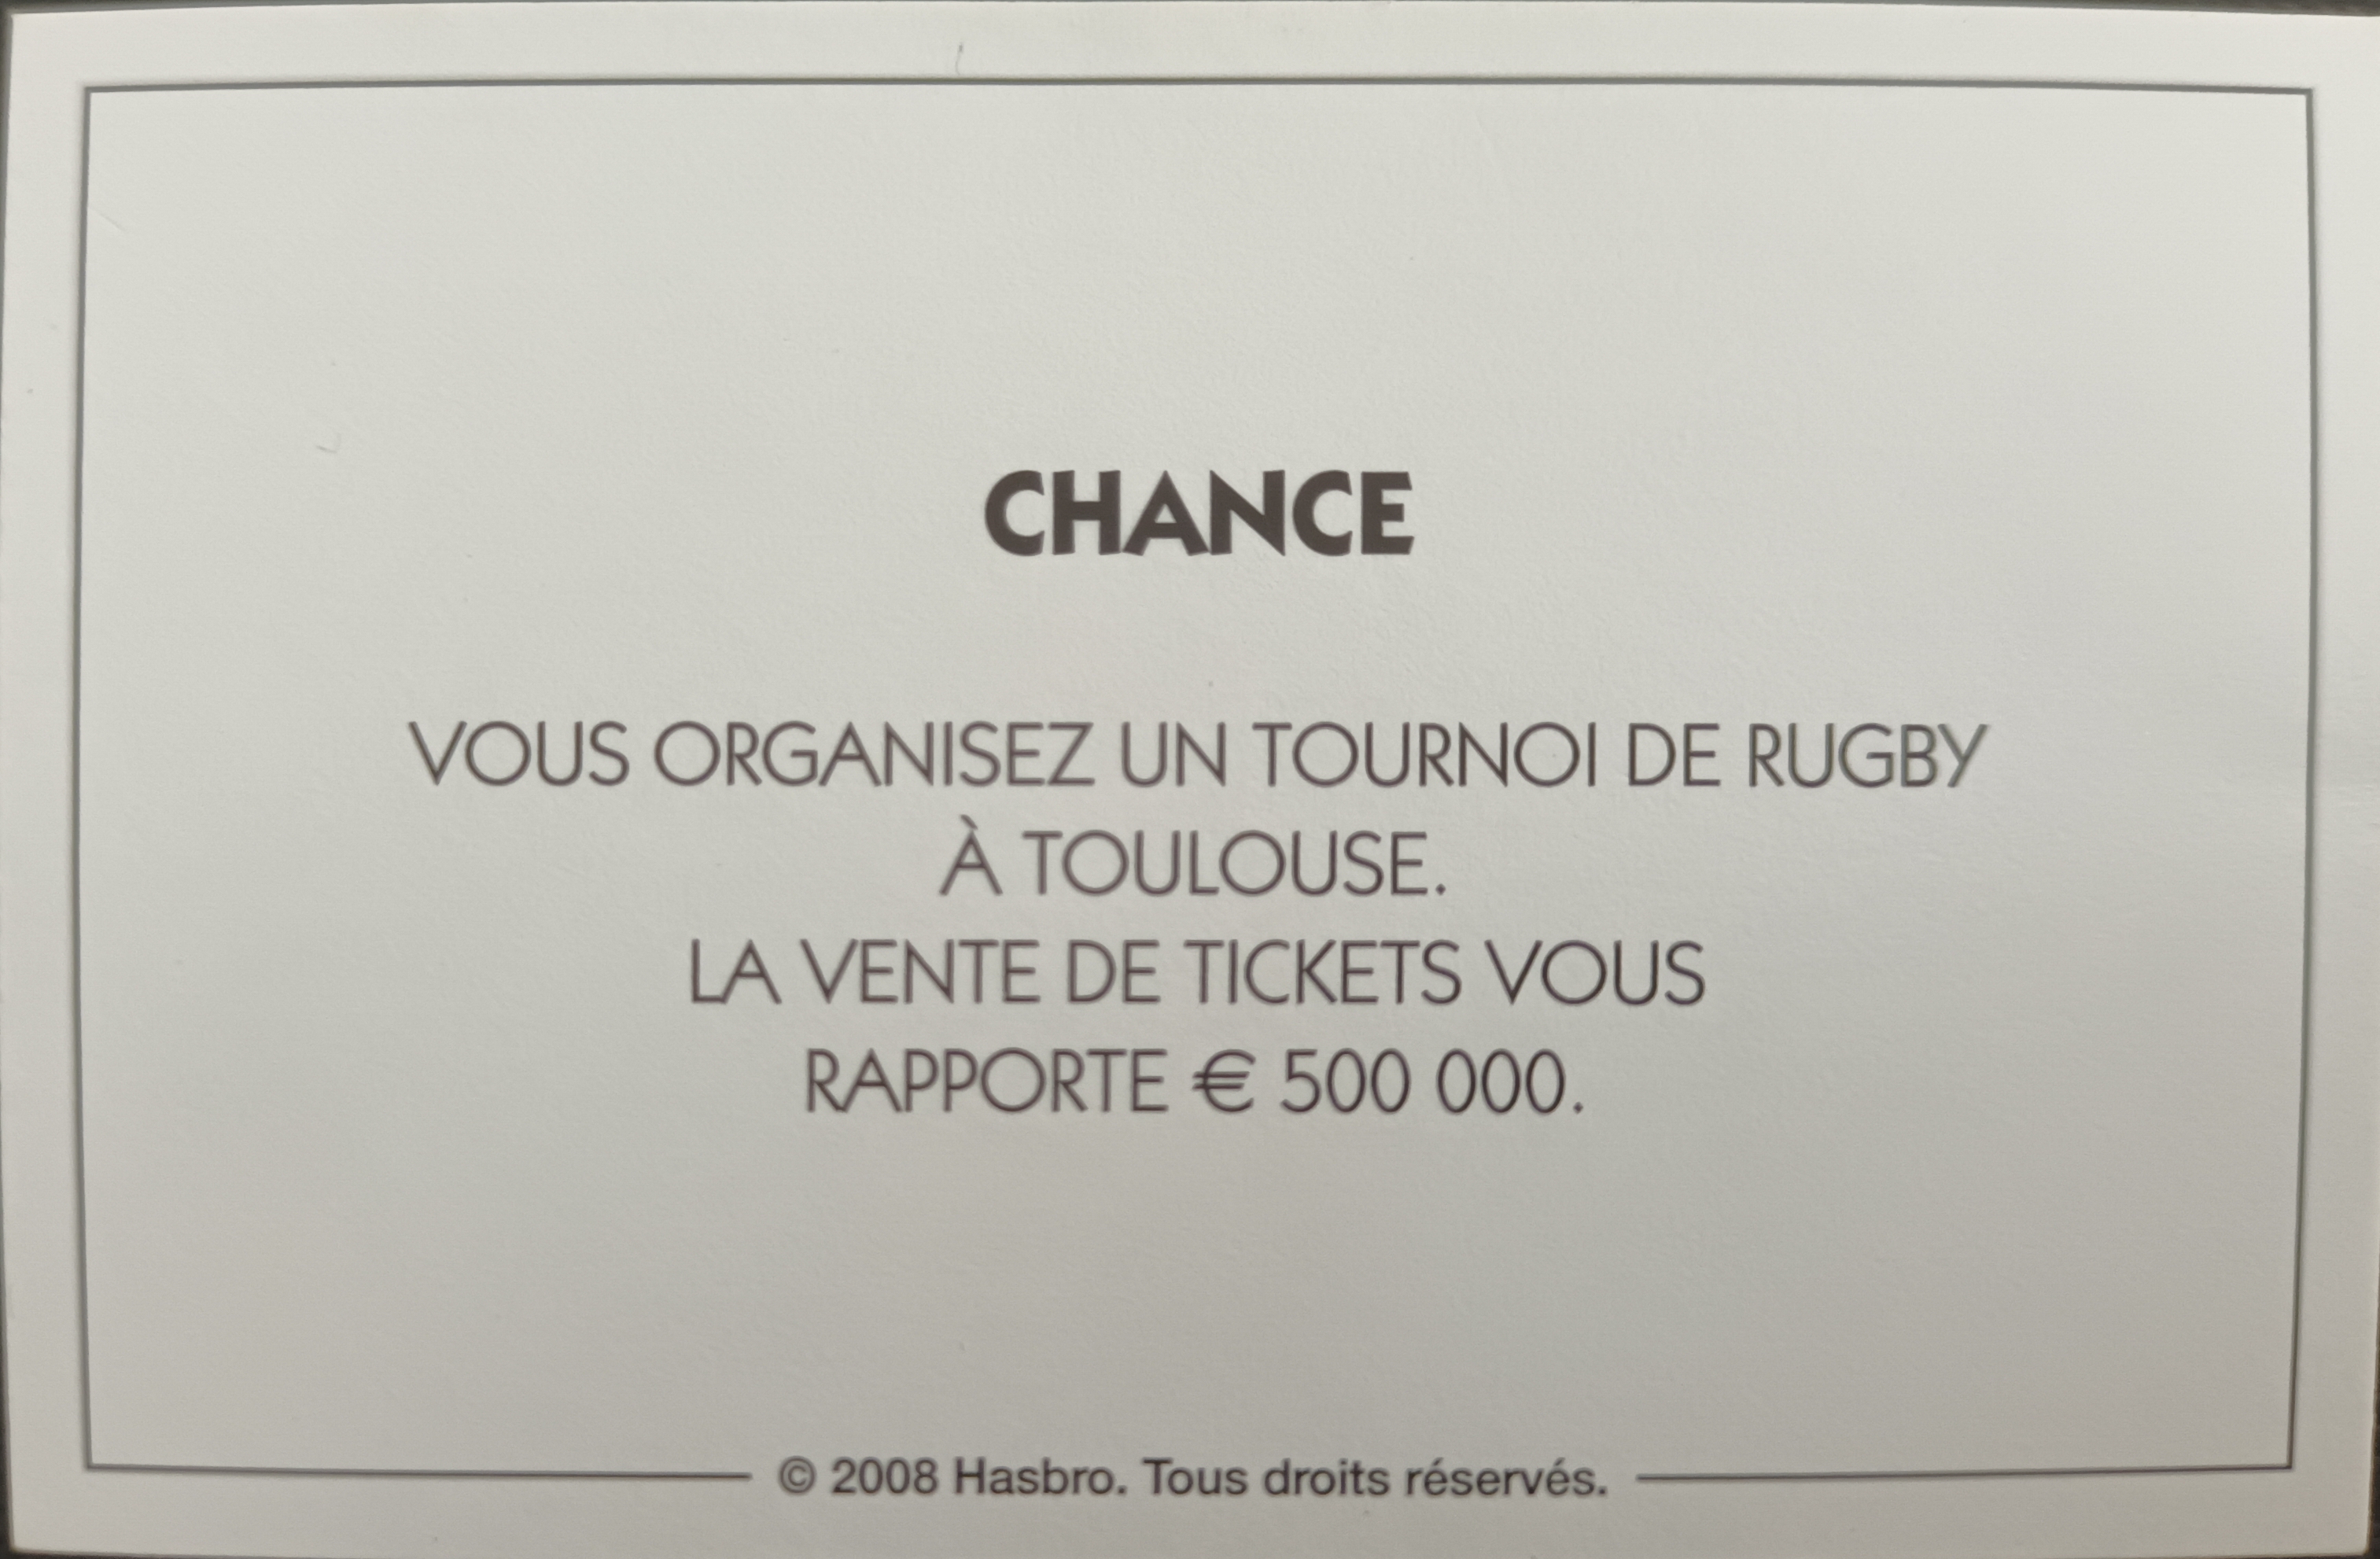 CHANCE
VOUS ORGANISEZ UN TOURNOI DE RUGBY
À TOULOUSE.
LA VENTE DE TICKETS VOUS
RAPPORTE € 500 000.
© 2008 Hasbro. Tous droits réservés.